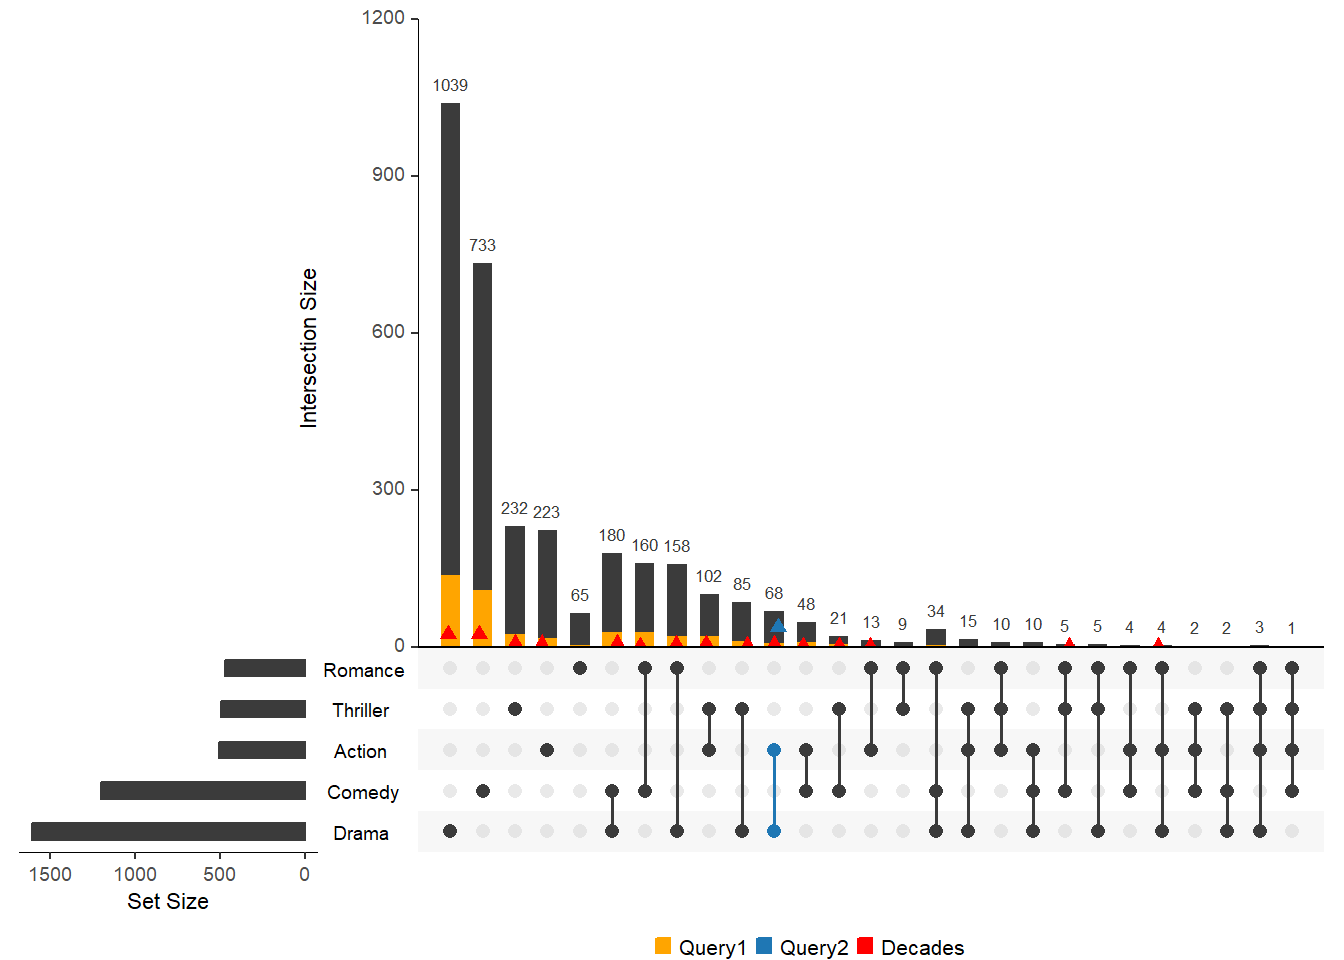 1200
1039
900
733
Intersection Size
600
300
232 223 180 160 158
65 102 85 68 48 21 13 9 34 15 10 10 5 5 4 4 2 2 3 1
0
Romance
Thriller
Action
Comedy
Drama
1500 1000 500 0
Set Size
Query1 Query2 Decades